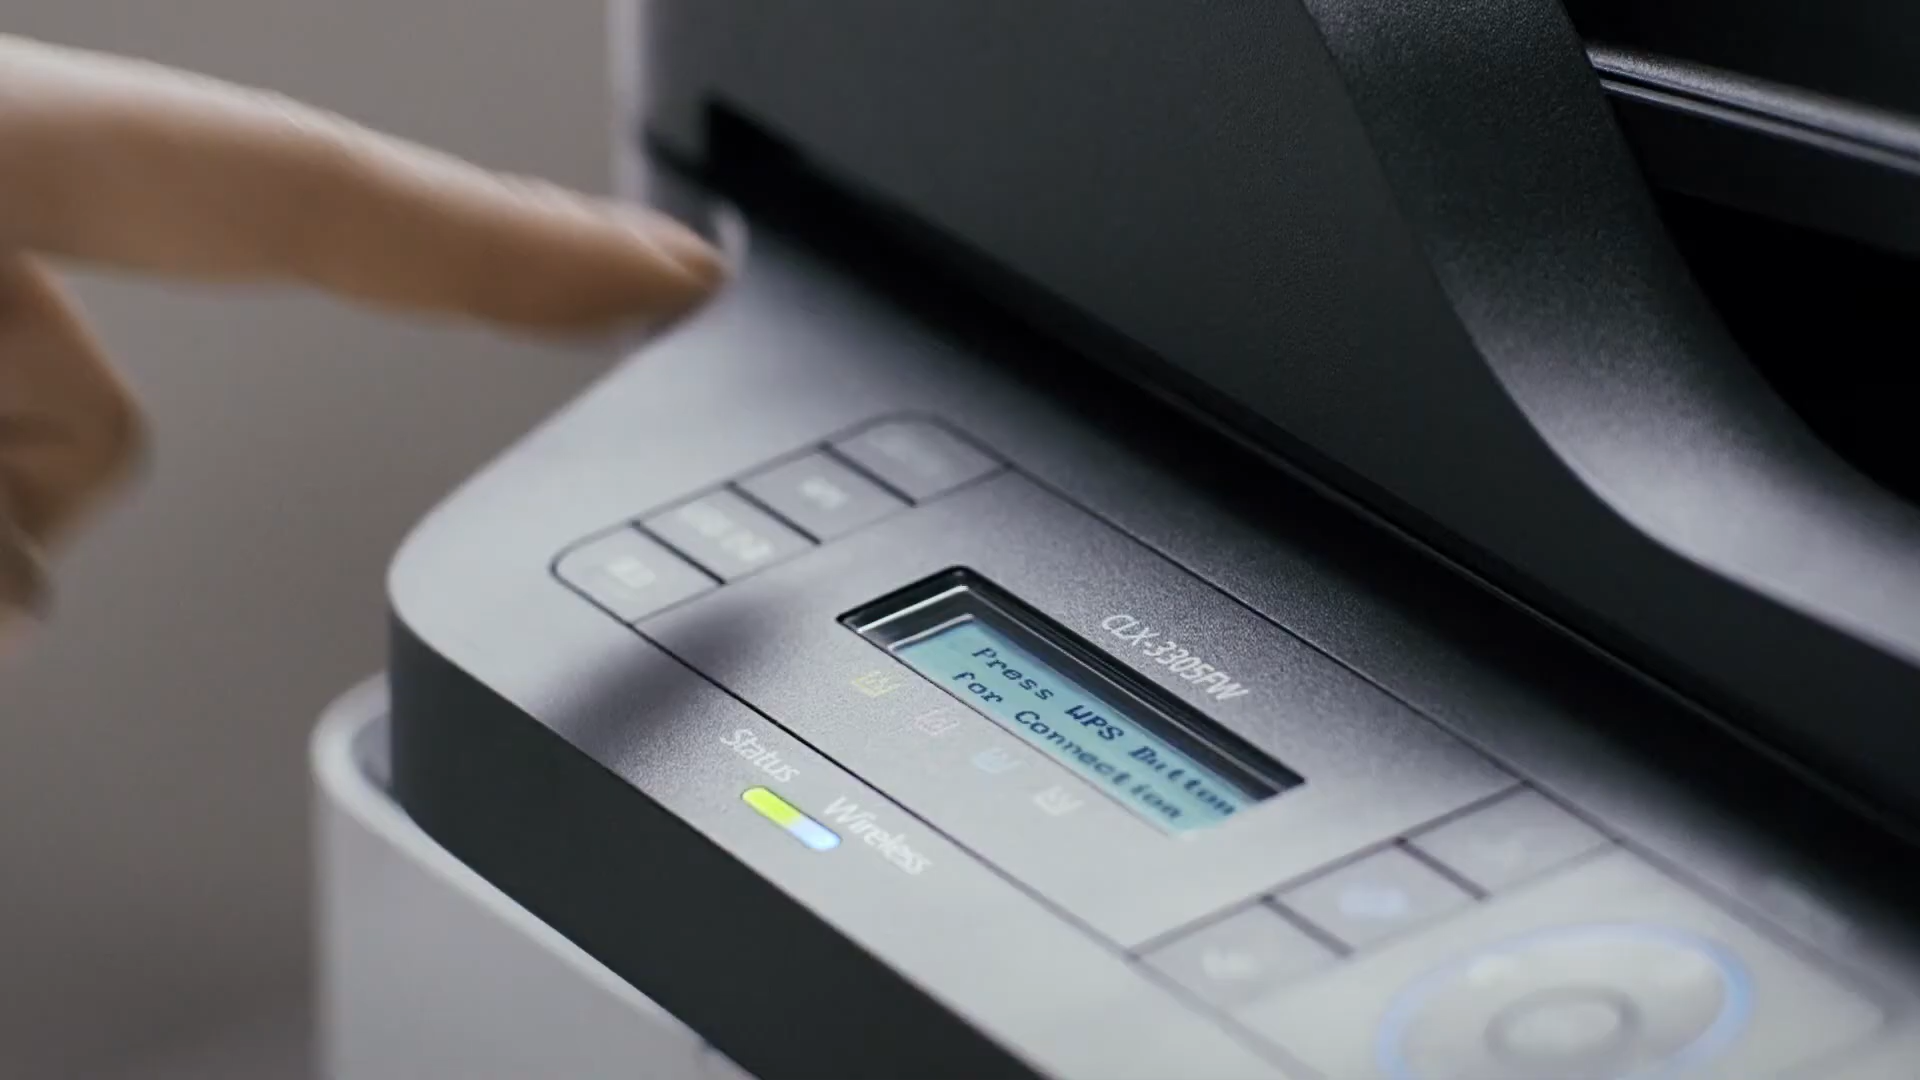 CLX-3305FW
Press WPS Button
for Connection
Status
Wireless